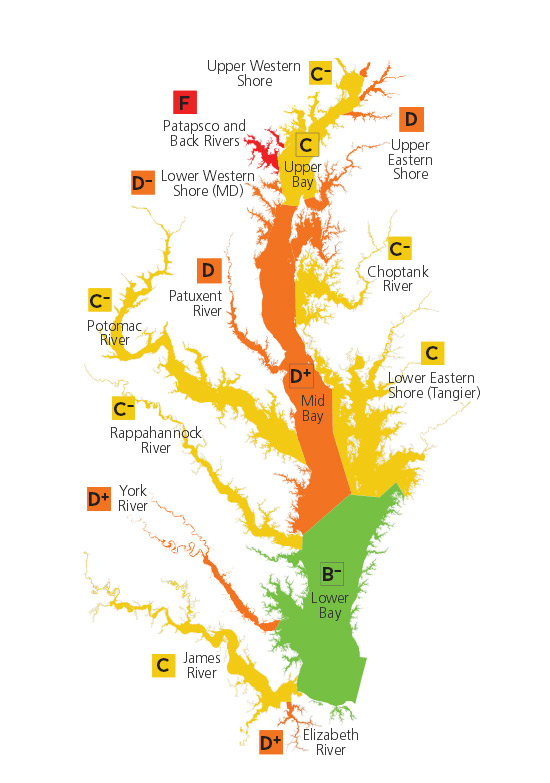 Upper Western
Shore
C-
F
Patapsco and
Back Rivers
C
Upper
Bay
D
Upper
Eastern
Shore
D-
Lower Western
Shore (MD)
C-
Choptank
River
D
Patuxent
River
C-
Potomac
River
C
Lower Eastern
Shore (Tangier)
D+
Mid
Bay
C-
Rappahannock
River
D+
York
River
B-
Lower
Bay
C
James
River
D+
Elizabeth
River